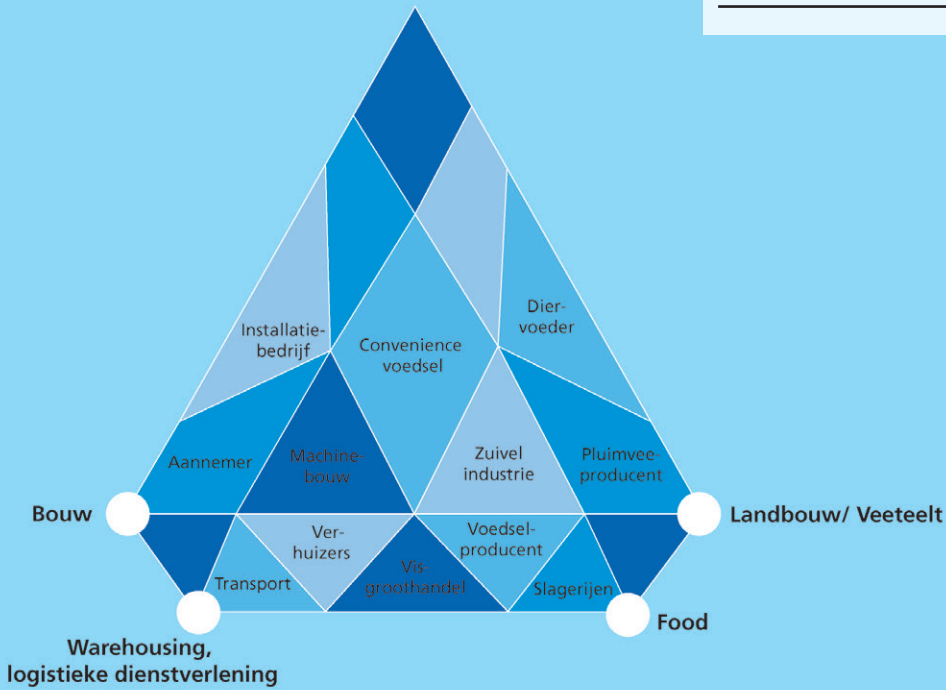 Dier-
voeder
Installatie-
bedrijf
Convenience
voedsel
Aannemer
Machine-
bouw
Zuivel
industrie
Pluimvee-
producent
Bouw
Landbouw/ Veeteelt
Ver-
huizers
Voedsel-
producent
Transport
Vis-
groothandel
Slagerijen
Food
Warehousing,
logistieke dienstverlening